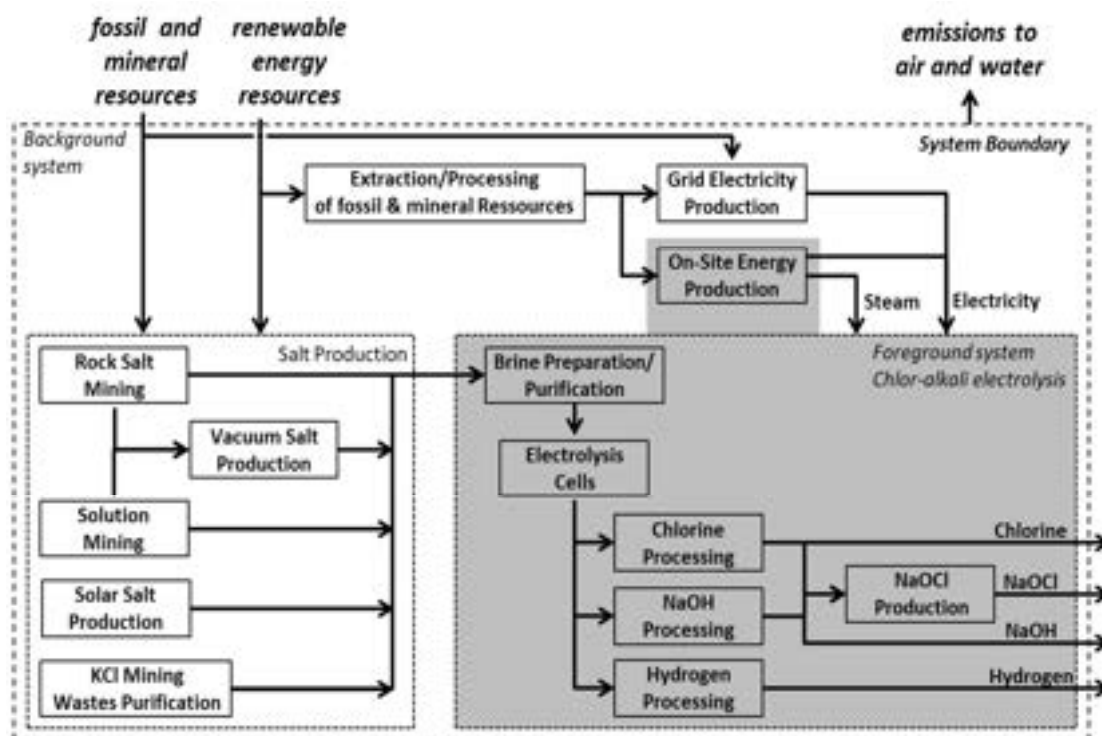 fossil and
mineral
resources
renewable
energy
resources
emissions to
air and water
Background
system
System Boundary
Extraction/Processing
of fossil & mineral Ressources
Grid Electricity
Production
On-Site Energy
Production
Steam
Electricity
Salt Production
Rock Salt
Mining
Vacuum Salt
Production
Solution
Mining
Solar Salt
Production
KCl Mining
Wastes Purification
Foreground system
Chlor-alkali electrolysis
Brine Preparation/
Purification
Electrolysis
Cells
Chlorine
Processing
NaOH
Processing
Hydrogen
Processing
NaOCl
Production
Chlorine
NaOCl
NaOH
Hydrogen